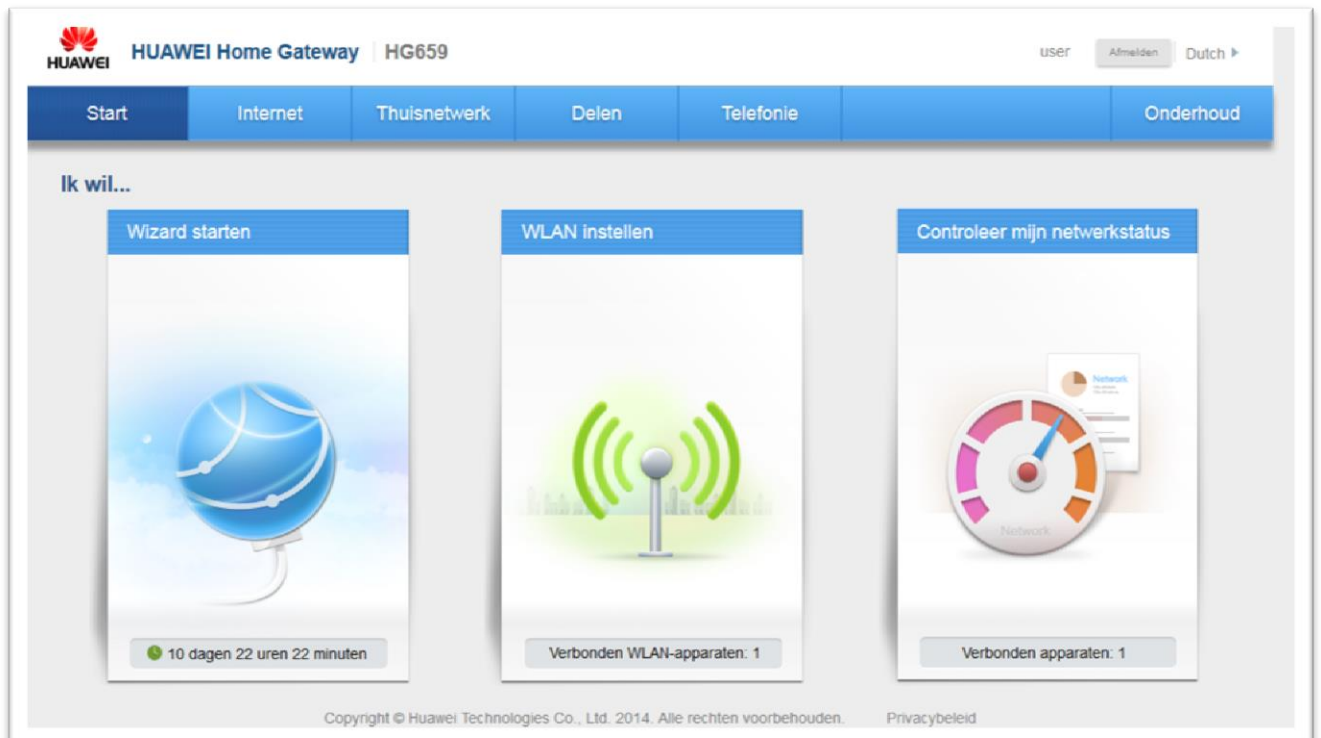 HUAWEI
HUAWEI Home Gateway HG659
user Afmelden Dutch
Start Internet Thuisnetwerk Delen Telefonie Onderhoud
Ik wil...
Wizard starten
WLAN instellen
Controleer mijn netwerkstatus
Network
Network
10 dagen 22 uren 22 minuten
Verbonden WLAN-apparaten: 1
Verbonden apparaten: 1
Copyright © Huawei Technologies Co., Ltd. 2014. Alle rechten voorbehouden. Privacybeleid